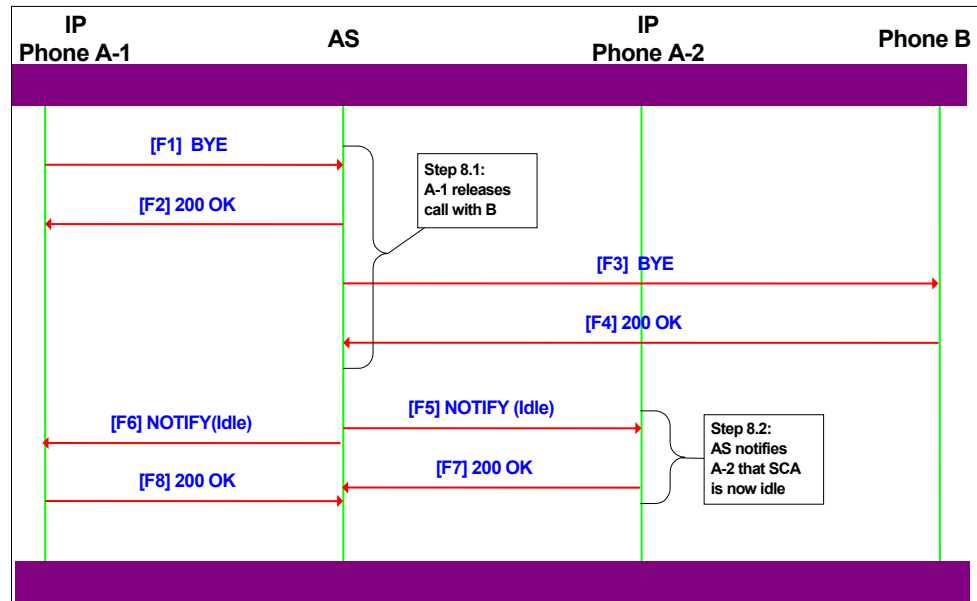 IP
Phone A-1
AS
IP
Phone A-2
Phone B
[F1] BYE
Step 8.1:
A-1 releases
call with B
[F2] 200 OK
[F3] BYE
[F4] 200 OK
[F5] NOTIFY (Idle)
[F6] NOTIFY(Idle)
Step 8.2:
AS notifies
A-2 that SCA
is now idle
[F7] 200 OK
[F8] 200 OK